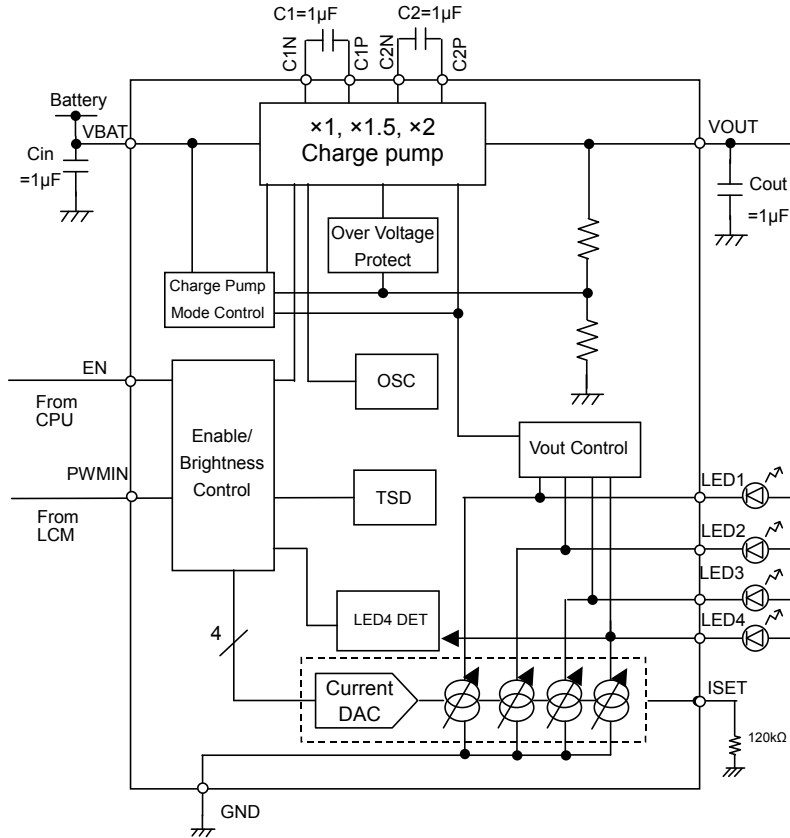 C1=1µF
C2=1µF
C1N
C1P
C2N
C2P
Battery
VBAT
Cin
=1µF
×1, ×1.5, ×2
Charge pump
VOUT
Cout
=1µF
Over Voltage
Protect
Charge Pump
Mode Control
EN
From
CPU
OSC
Enable/
Brightness
Control
Vout Control
PWMIN
From
LCM
TSD
LED1
LED2
LED3
LED4
LED4 DET
4
Current
DAC
ISET
120kΩ
GND